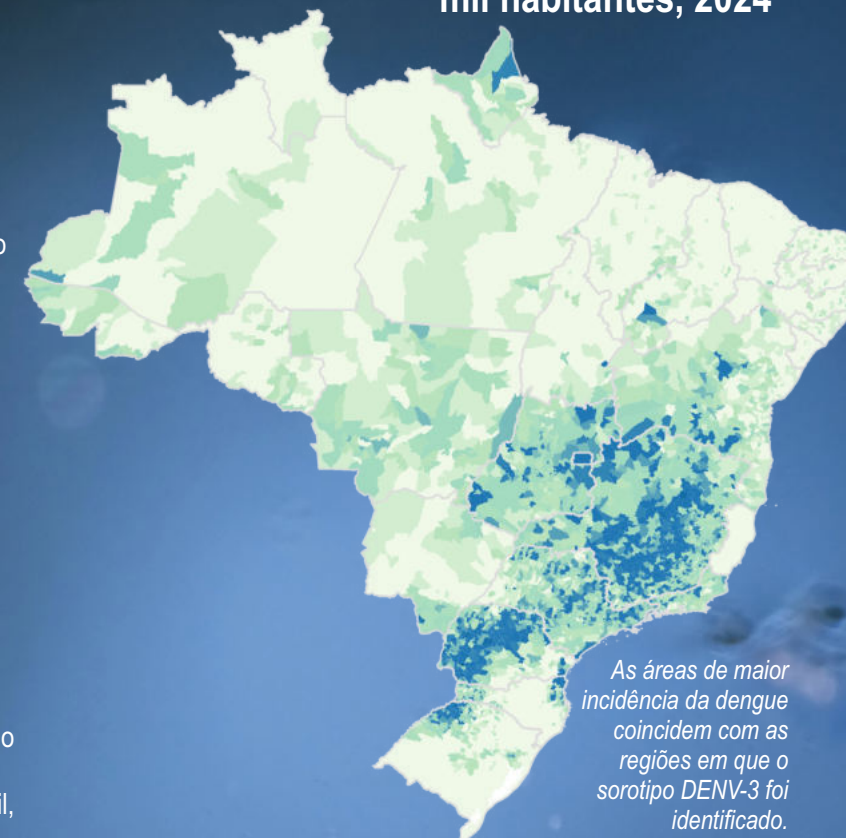 mil habitantes, 2024
o
o
il,
As áreas de maior
incidência da dengue
coincidem com as
regiões em que o
sorotipo DENV-3 foi
identificado.